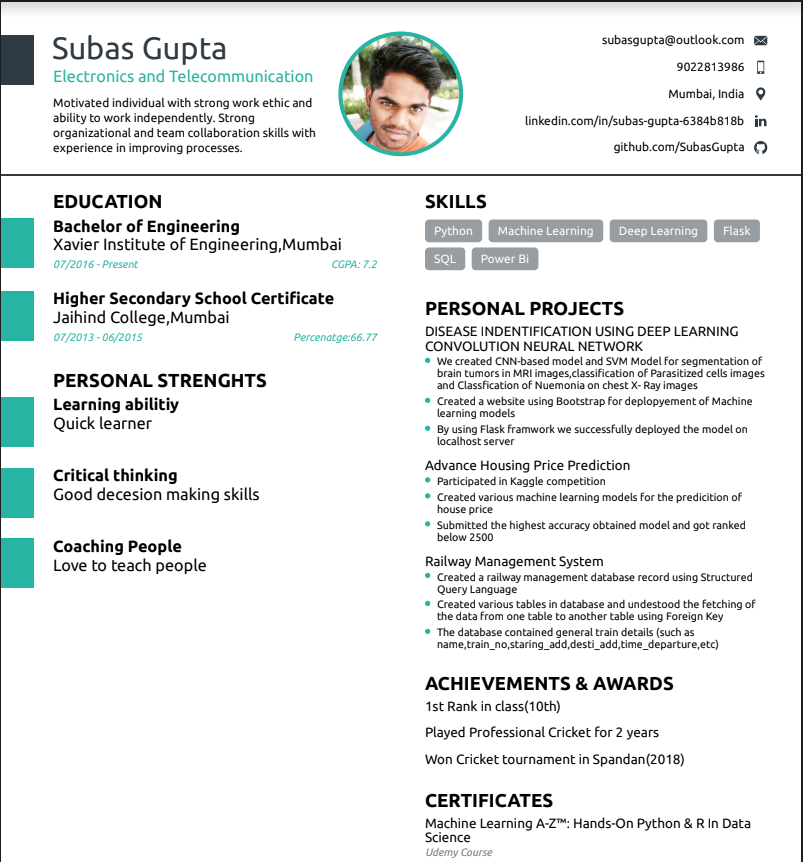 Subas Gupta
Electronics and Telecommunication
Motivated individual with strong work ethic and
ability to work independently. Strong
organizational and team collaboration skills with
experience in improving processes.
subasgupta@outlook.com
9022813986
Mumbai, India
linkedin.com/in/subas-gupta-6384b818b
github.com/SubasGupta
EDUCATION
Bachelor of Engineering
Xavier Institute of Engineering,Mumbai
07/2016 - Present CGPA: 7.2
Higher Secondary School Certificate
Jaihind College,Mumbai
07/2013 - 06/2015 Percenatge:66.77
PERSONAL STRENGHTS
Learning abilitiy
Quick learner
Critical thinking
Good decesion making skills
Coaching People
Love to teach people
SKILLS
Python Machine Learning Deep Learning Flask
SQL Power Bi
PERSONAL PROJECTS
DISEASE INDENTIFICATION USING DEEP LEARNING
CONVOLUTION NEURAL NETWORK
We created CNN-based model and SVM Model for segmentation of
brain tumors in MRI images,classification of Parasitized cells images
and Classfication of Nuemonia on chest X- Ray images
Created a website using Bootstrap for deplopyement of Machine
learning models
By using Flask framwork we successfully deployed the model on
localhost server
Advance Housing Price Prediction
Participated in Kaggle competition
Created various machine learning models for the predicition of
house price
Submitted the highest accuracy obtained model and got ranked
below 2500
Railway Management System
Created a railway management database record using Structured
Query Language
Created various tables in database and undestood the fetching of
the data from one table to another table using Foreign Key
The database contained general train details (such as
name,train_no,staring_add,desti_add,time_departure,etc)
ACHIEVEMENTS & AWARDS
1st Rank in class(10th)
Played Professional Cricket for 2 years
Won Cricket tournament in Spandan(2018)
CERTIFICATES
Machine Learning A-Z™: Hands-On Python & R In Data
Science
Udemy Course